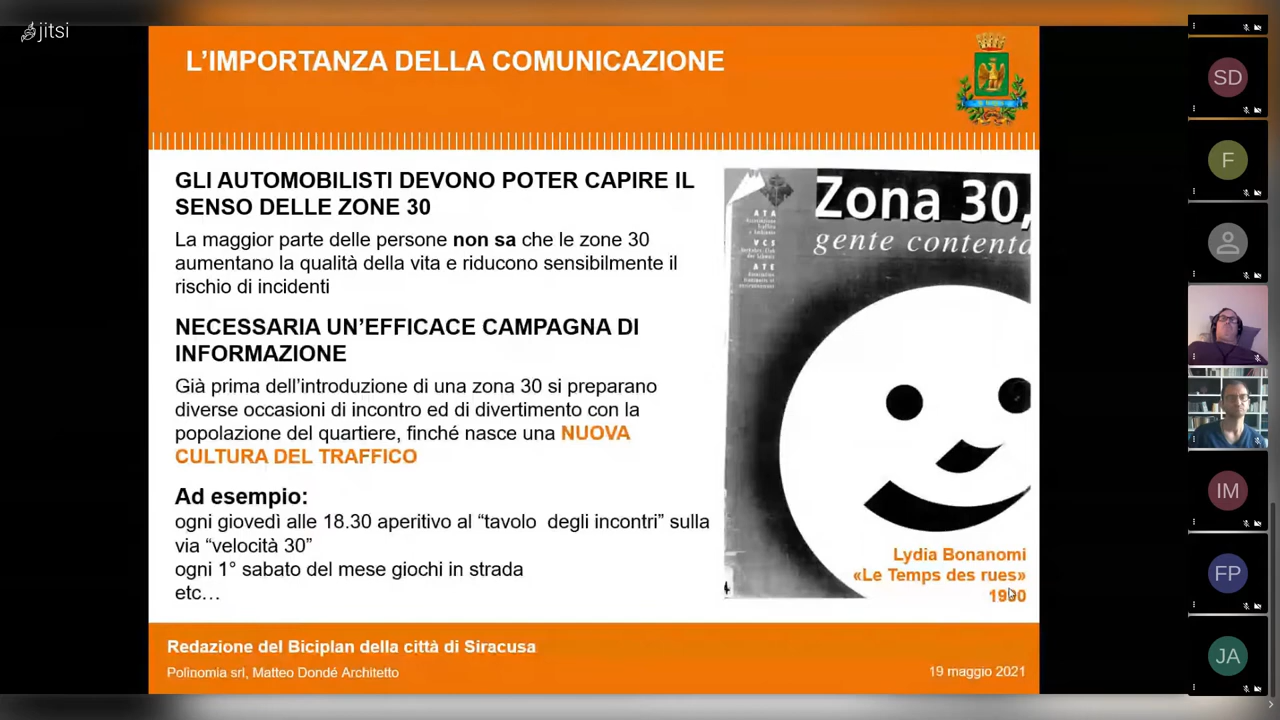 jitsi
L’IMPORTANZA DELLA COMUNICAZIONE
GLI AUTOMOBILISTI DEVONO POTER CAPIRE IL
SENSO DELLE ZONE 30
La maggior parte delle persone non sa che le zone 30
aumentano la qualità della vita e riducono sensibilmente il
rischio di incidenti
NECESSARIA UN’EFFICACE CAMPAGNA DI
INFORMAZIONE
Già prima dell’introduzione di una zona 30 si preparano
diverse occasioni di incontro ed di divertimento con la
popolazione del quartiere, finché nasce una NUOVA
CULTURA DEL TRAFFICO
Ad esempio:
ogni giovedì alle 18.30 aperitivo al “tavolo degli incontri” sulla
via “velocità 30”
ogni 1° sabato del mese giochi in strada
etc…
Zona 30,
gente contenta
ATA
VCS
ATE
Lydia Bonanomi
«Le Temps des rues»
1990
Redazione del Biciplan della città di Siracusa
Polinomia srl, Matteo Dondé Architetto
19 maggio 2021
SD
F
IM
FP
JA